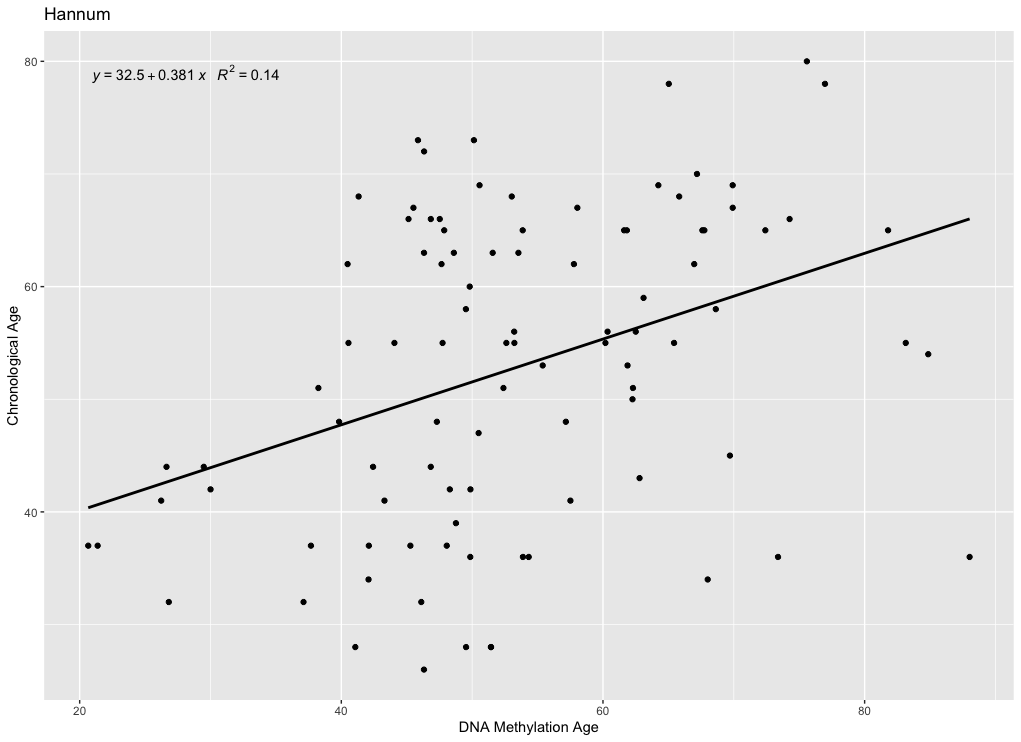 Hannum
80
y = 32.5 + 0.381 x R² = 0.14
60
40
Chronological Age
20 40 60 80
DNA Methylation Age